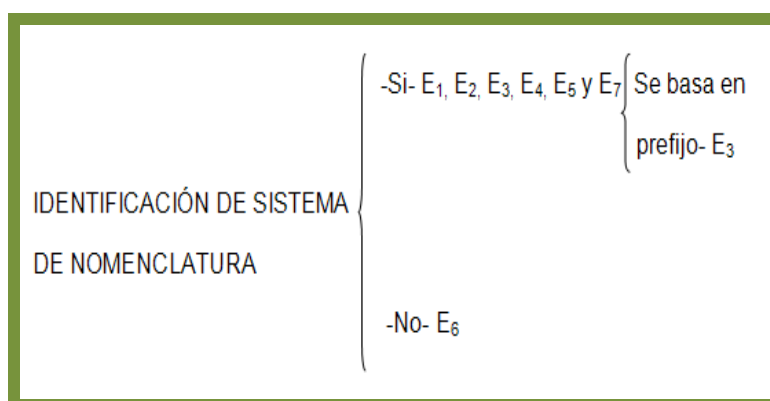 -Si- E₁, E₂, E₃, E₄, E₅ y E₇ Se basa en
prefijo- E₃
IDENTIFICACIÓN DE SISTEMA
DE NOMENCLATURA
-No- E₆